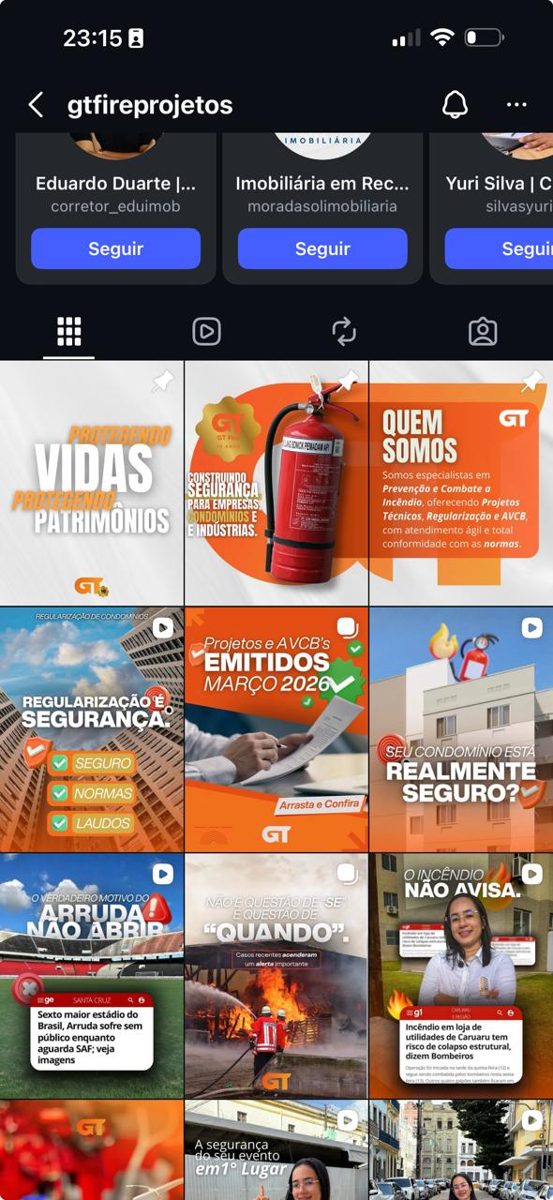 23:15
gtfireprojetos
IMOBILIÁRIA
Eduardo Duarte |...
corretor_eduimob
Seguir
Imobiliária em Rec...
moradasolimobiliaria
Seguir
Yuri Silva | C
silvasyuri
Segui
PROTEGENDO
VIDAS
PROTEGENDO
PATRIMÔNIOS
GT
GT
CONSTRUINDO
SEGURANÇA
PARA EMPRESAS,
CONDOMÍNIOS E
E INDÚSTRIAS.
QUEM
SOMOS
GT
Somos especialistas em
Prevenção e Combate a
Incêndio, oferecendo Projetos
Técnicos, Regularização e AVCB,
com atendimento ágil e total
conformidade com as normas.
REGULARIZAÇÃO DE CONDOMÍNIOS
REGULARIZAÇÃO É
SEGURANÇA.
SEGURO
NORMAS
LAUDOS
Projetos e AVCB's
EMITIDOS
MARÇO 2026
Arrasta e Confira
GT
SEU CONDOMÍNIO ESTÁ
REALMENTE
SEGURO?
O VERDADEIRO MOTIVO DO
ARRUDA
NÃO ABRIR
ge
SANTA CRUZ
Sexto maior estádio do
Brasil, Arruda sofre sem
público enquanto
aguarda SAF; veja
imagens
NÃO É QUESTÃO DE "SE"
É QUESTÃO DE
“QUANDO”.
Casos recentes acenderam
um alerta importante
GT
O INCÊNDIO
NÃO AVISA.
g1
CARUARU
E REGIÃO
Incêndio em loja de
utilidades de Caruaru tem
risco de colapso estrutural,
dizem Bombeiros
GT
A segurança
do seu evento
em 1º Lugar